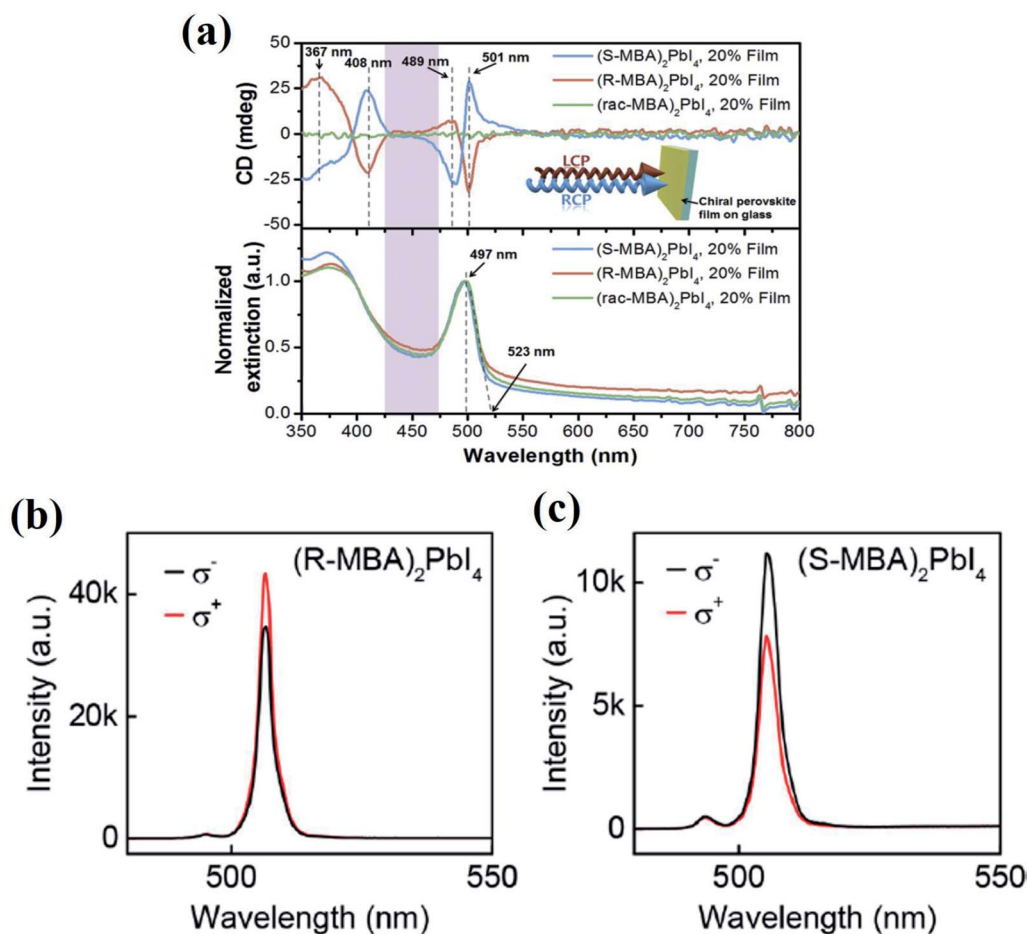 (a)
367 nm
408 nm
489 nm
501 nm
(S-MBA)₂PbI₄, 20% Film
(R-MBA)₂PbI₄, 20% Film
(rac-MBA)₂PbI₄, 20% Film
50
25
0
-25
-50
CD (mdeg)
LCP
RCP
Chiral perovskite
film on glass
497 nm
(S-MBA)₂PbI₄, 20% Film
(R-MBA)₂PbI₄, 20% Film
(rac-MBA)₂PbI₄, 20% Film
523 nm
1.0
0.5
0.0
Normalized
extinction (a.u.)
350 400 450 500 550 600 650 700 750 800
Wavelength (nm)
(b)
(R-MBA)₂PbI₄
σ⁻
σ⁺
40k
20k
0
Intensity (a.u.)
500 550
Wavelength (nm)
(c)
(S-MBA)₂PbI₄
σ⁻
σ⁺
10k
5k
0
Intensity (a.u.)
500 550
Wavelength (nm)